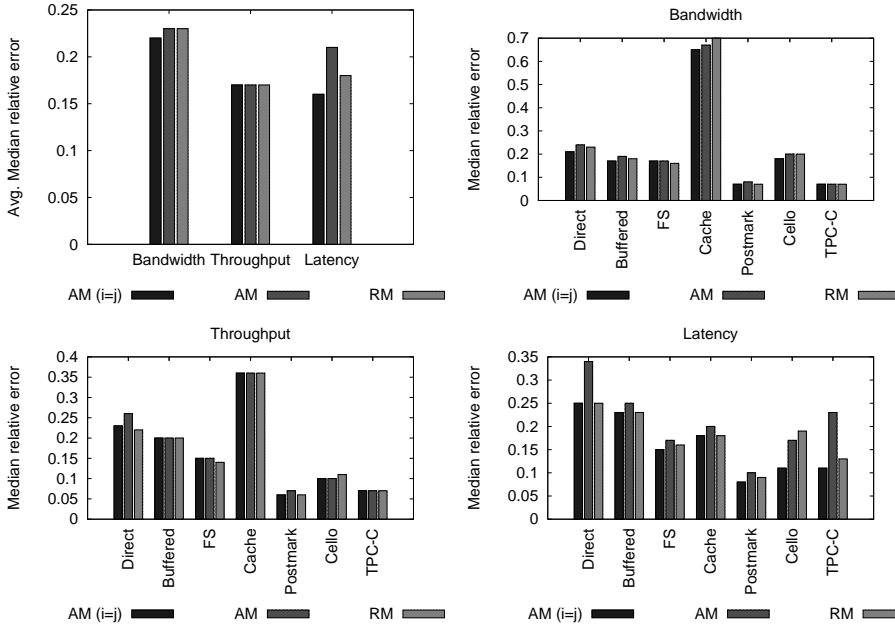 Avg. Median relative error
0.25
0.2
0.15
0.1
0.05
0
Bandwidth Throughput Latency
AM (i=j) AM RM
Bandwidth
Median relative error
0.7
0.6
0.5
0.4
0.3
0.2
0.1
0
Direct
Buffered
FS
Cache
Postmark
Cello
TPC-C
AM (i=j) AM RM
Throughput
Median relative error
0.4
0.35
0.3
0.25
0.2
0.15
0.1
0.05
0
Direct
Buffered
FS
Cache
Postmark
Cello
TPC-C
AM (i=j) AM RM
Latency
Median relative error
0.35
0.3
0.25
0.2
0.15
0.1
0.05
0
Direct
Buffered
FS
Cache
Postmark
Cello
TPC-C
AM (i=j) AM RM